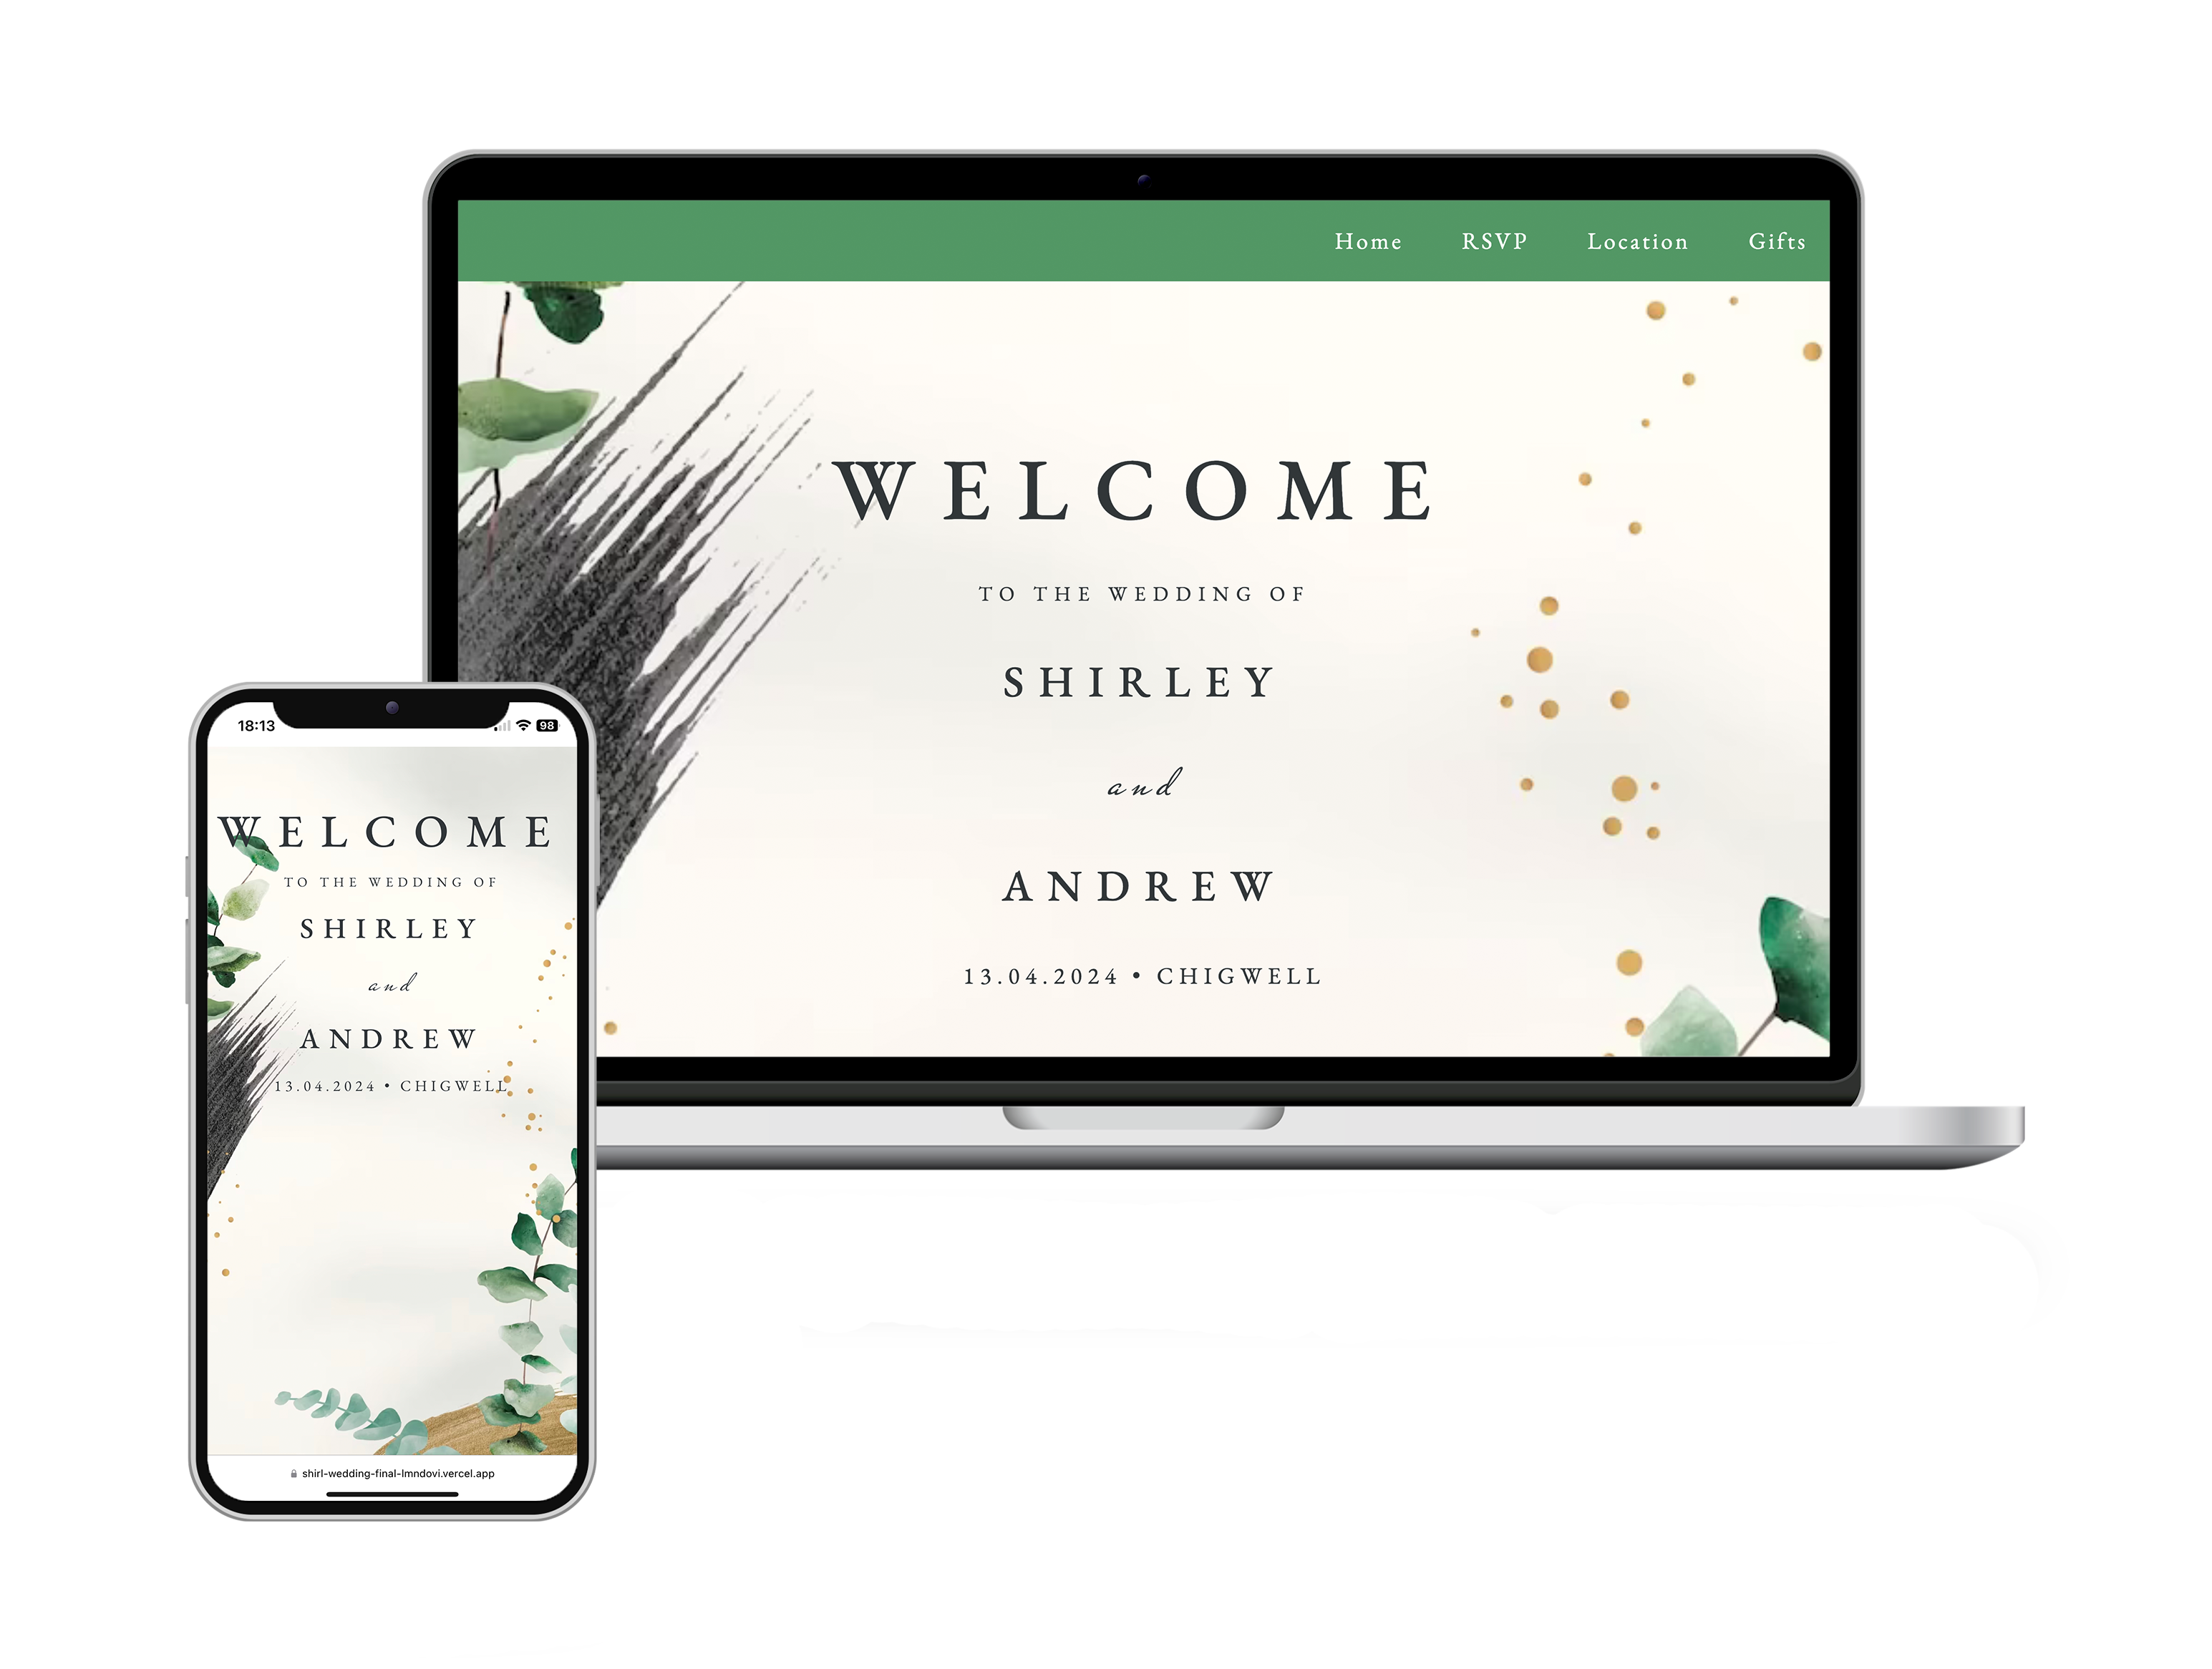 Home RSVP Location Gifts
WELCOME
TO THE WEDDING OF
SHIRLEY
and
ANDREW
13.04.2024 • CHIGWELL
18:13 98
WELCOME
TO THE WEDDING OF
SHIRLEY
and
ANDREW
13.04.2024 • CHIGWELL
shirl-wedding-final-lmndovi.vercel.app